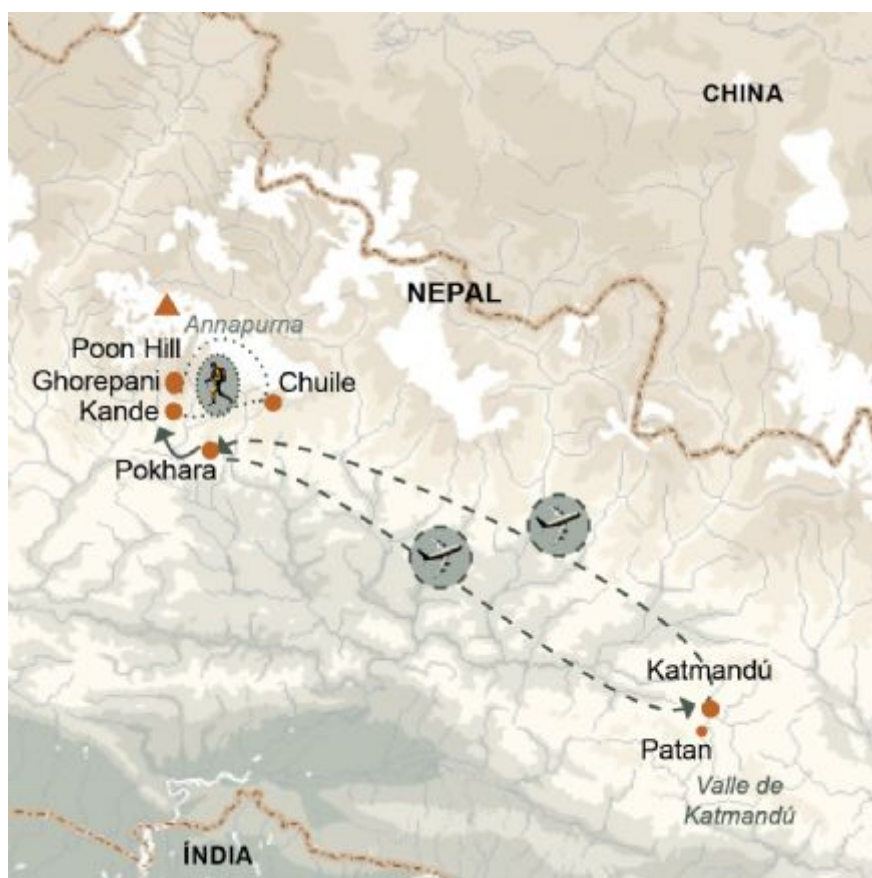 CHINA
NEPAL
Annapurna
Poon Hill
Ghorepani
Chuile
Kande
Pokhara
Katmandú
Patan
Valle de
Katmandú
ÍNDIA